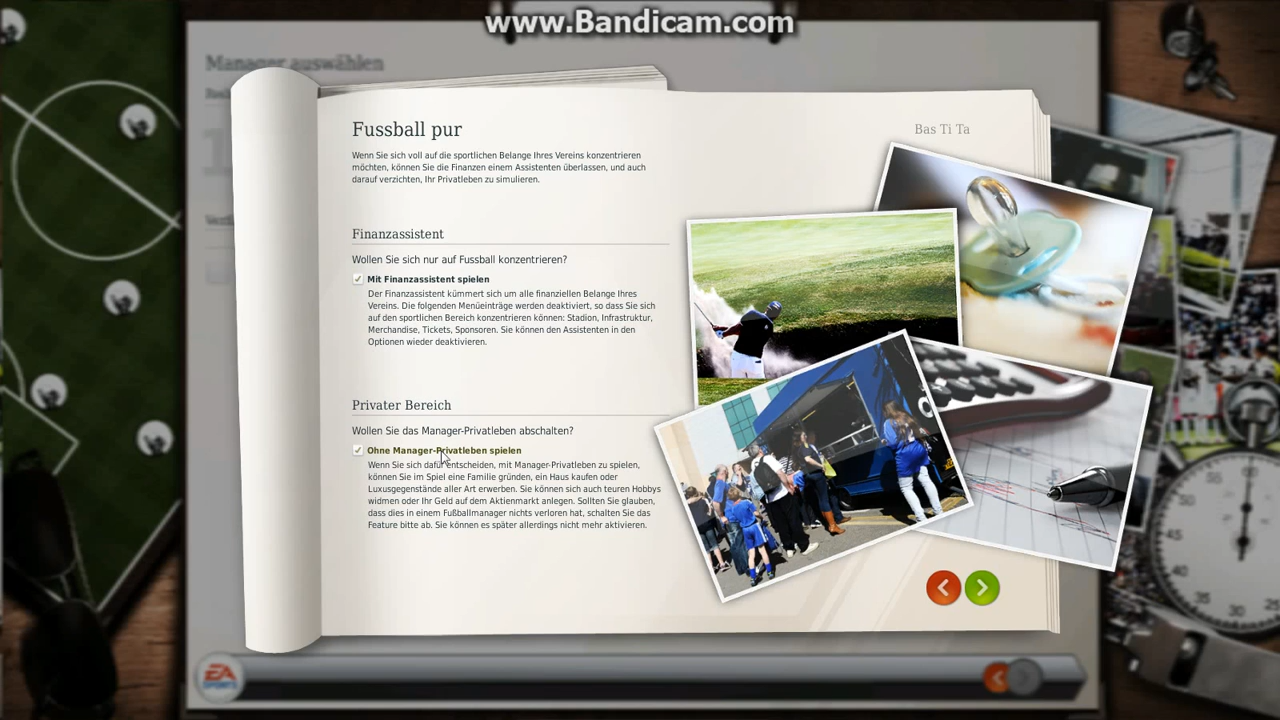 www.Bandicam.com
Manager auswählen
Fussball pur
Bas Ti Ta
Wenn Sie sich voll auf die sportlichen Belange Ihres Vereins konzentrieren
möchten, können Sie die Finanzen einem Assistenten überlassen, und auch
darauf verzichten, Ihr Privatleben zu simulieren.
Finanzassistent
Wollen Sie sich nur auf Fussball konzentrieren?
Mit Finanzassistent spielen
Der Finanzassistent kümmert sich um alle finanziellen Belange Ihres
Vereins. Die folgenden Menüeinträge werden deaktiviert, so dass Sie sich
auf den sportlichen Bereich konzentrieren können: Stadion, Infrastruktur,
Merchandise, Tickets, Sponsoren. Sie können den Assistenten in den
Optionen wieder deaktivieren.
Privater Bereich
Wollen Sie das Manager-Privatleben abschalten?
Ohne Manager-Privatleben spielen
Wenn Sie sich dafür entscheiden, mit Manager-Privatleben zu spielen,
können Sie im Spiel eine Familie gründen, ein Haus kaufen oder
Luxusgegenstände aller Art erwerben. Sie können sich auch teuren Hobbys
widmen oder Ihr Geld auf dem Aktienmarkt anlegen. Sollten Sie glauben,
dass dies in einem Fußballmanager nichts verloren hat, schalten Sie das
Feature bitte ab. Sie können es später allerdings nicht mehr aktivieren.
EA
SPORTS
60
45
40
35
30
25